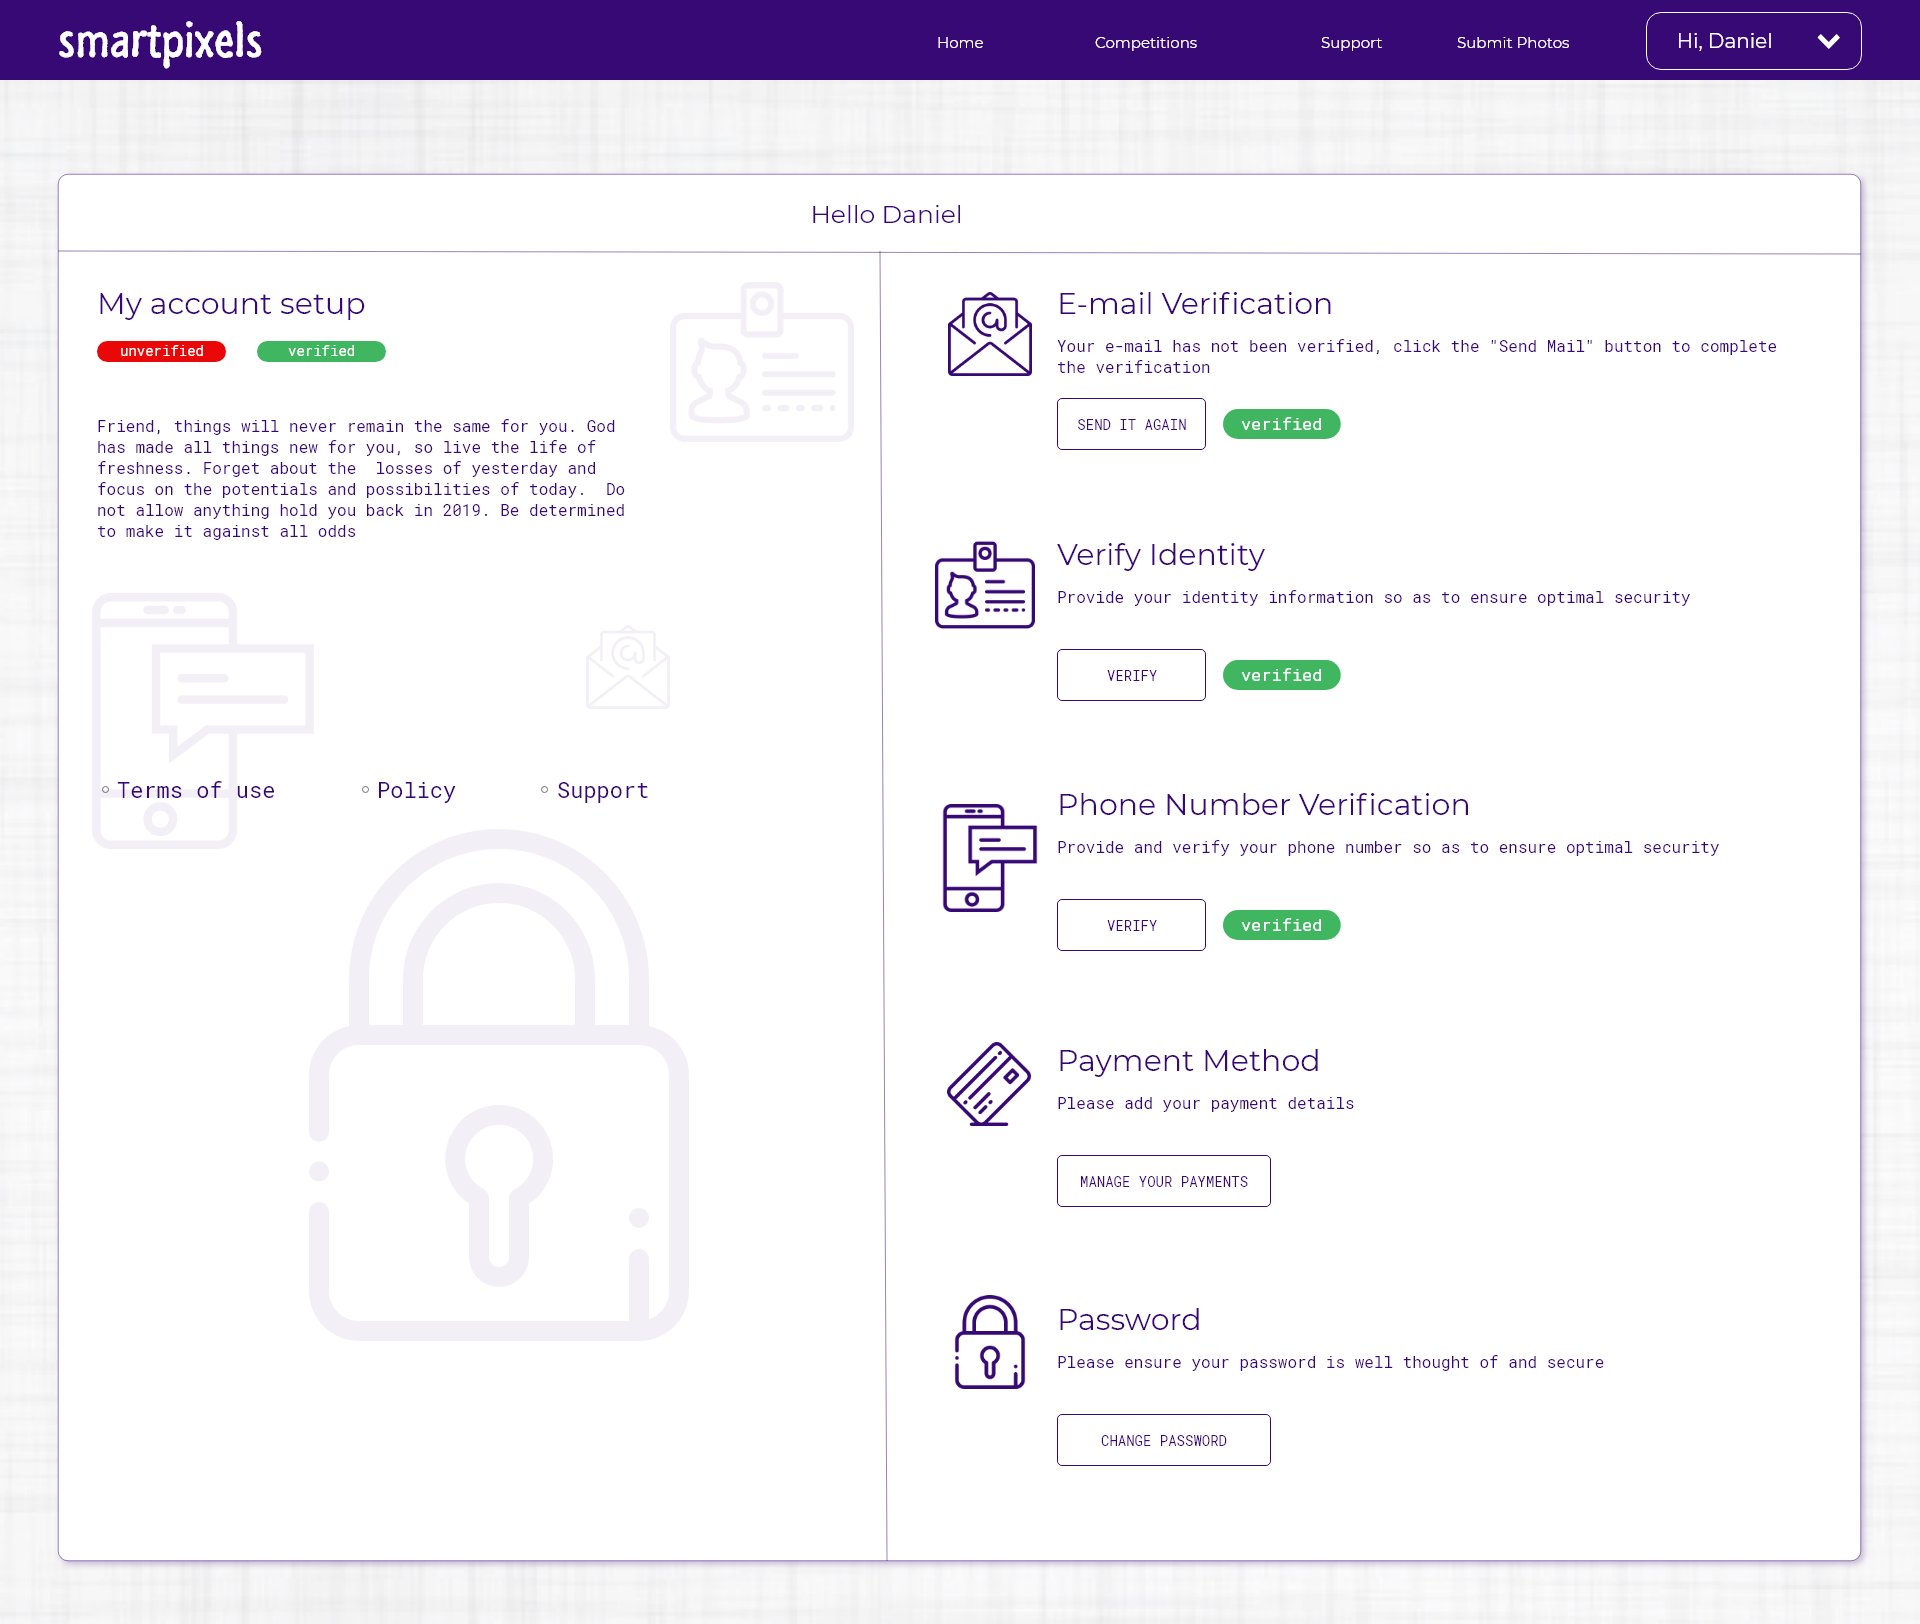 smartpixels
Home
Competitions
Support
Submit Photos
Hi, Daniel
Hello Daniel
My account setup
unverified
verified
Friend, things will never remain the same for you. God
has made all things new for you, so live the life of
freshness. Forget about the  losses of yesterday and
focus on the potentials and possibilities of today.  Do
not allow anything hold you back in 2019. Be determined
to make it against all odds
Terms of use
Policy
Support
E-mail Verification
Your e-mail has not been verified, click the "Send Mail" button to complete
the verification
SEND IT AGAIN
verified
Verify Identity
Provide your identity information so as to ensure optimal security
VERIFY
verified
Phone Number Verification
Provide and verify your phone number so as to ensure optimal security
VERIFY
verified
Payment Method
Please add your payment details
MANAGE YOUR PAYMENTS
Password
Please ensure your password is well thought of and secure
CHANGE PASSWORD